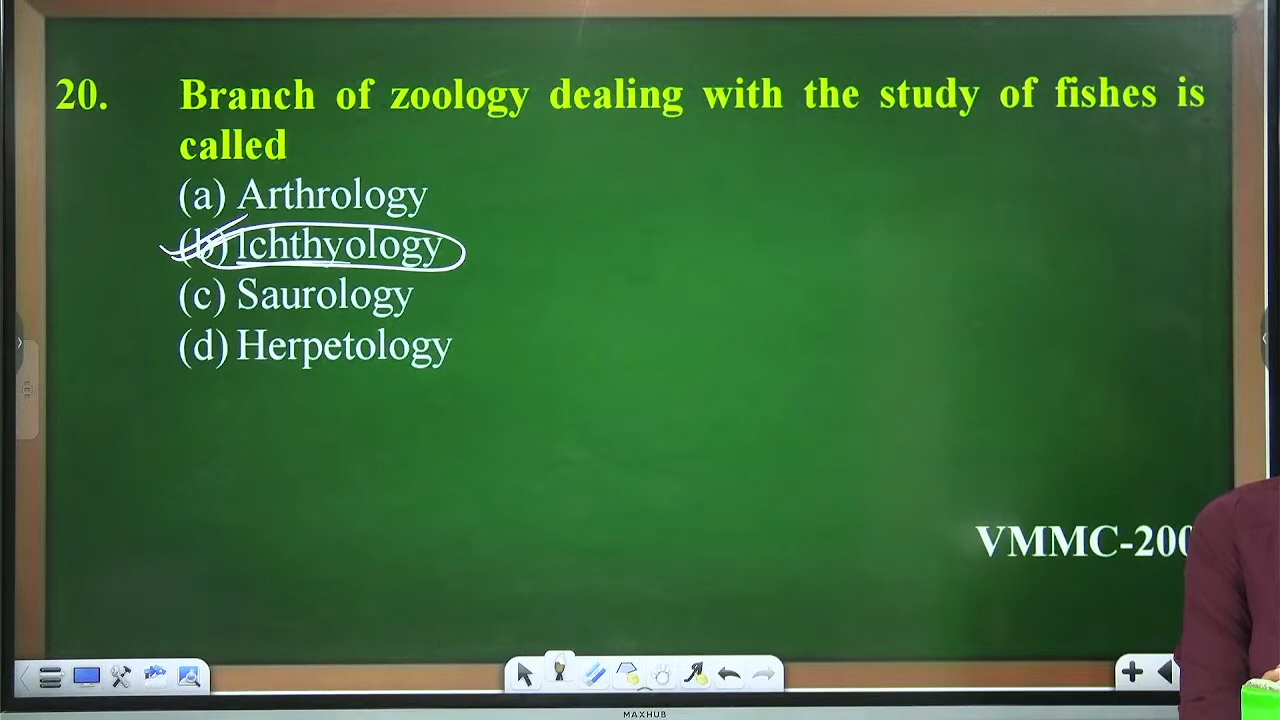 20. Branch of zoology dealing with the study of fishes is
called
(a) Arthrology
(b) Ichthyology
(c) Saurology
(d) Herpetology
VMMC-200
MAXHUB